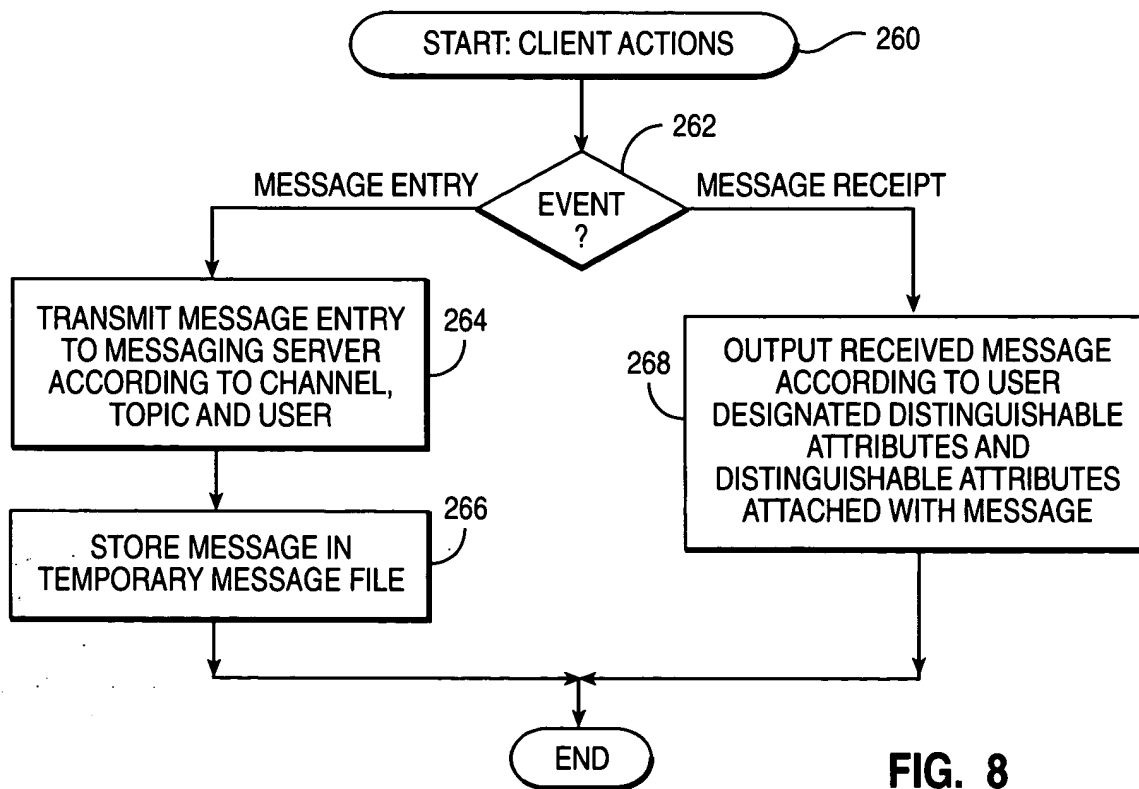 START: CLIENT ACTIONS
260
262
MESSAGE ENTRY
MESSAGE RECEIPT
EVENT
?
TRANSMIT MESSAGE ENTRY
TO MESSAGING SERVER
ACCORDING TO CHANNEL,
TOPIC AND USER
264
STORE MESSAGE IN
TEMPORARY MESSAGE FILE
266
268
OUTPUT RECEIVED MESSAGE
ACCORDING TO USER
DESIGNATED DISTINGUISHABLE
ATTRIBUTES AND
DISTINGUISHABLE ATTRIBUTES
ATTACHED WITH MESSAGE
END
FIG. 8